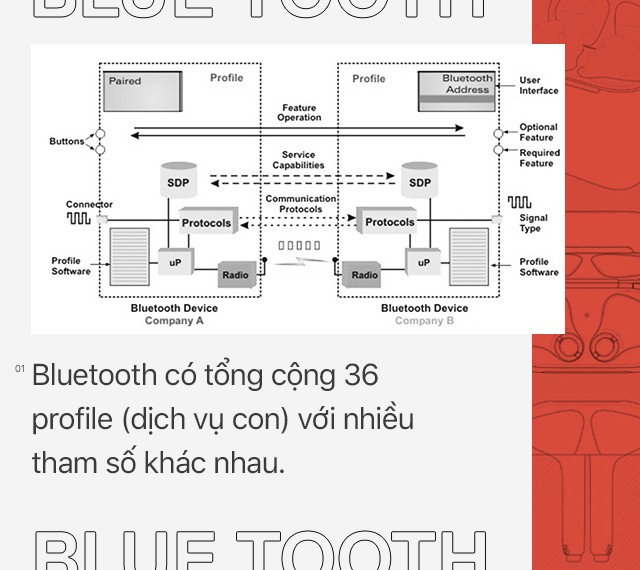 BLUE TOOTH
Paired
Profile
Profile
Bluetooth
Address
User
Interface
Feature
Operation
Buttons
Optional
Feature
Required
Feature
Service
Capabilities
SDP
SDP
Connector
Communication
Protocols
Protocols
Protocols
Signal
Type
Profile
Software
uP
Radio
Radio
uP
Profile
Software
Bluetooth Device
Company A
Bluetooth Device
Company B
01
Bluetooth có tổng cộng 36
profile (dịch vụ con) với nhiều
tham số khác nhau.
BLUE TOOTH